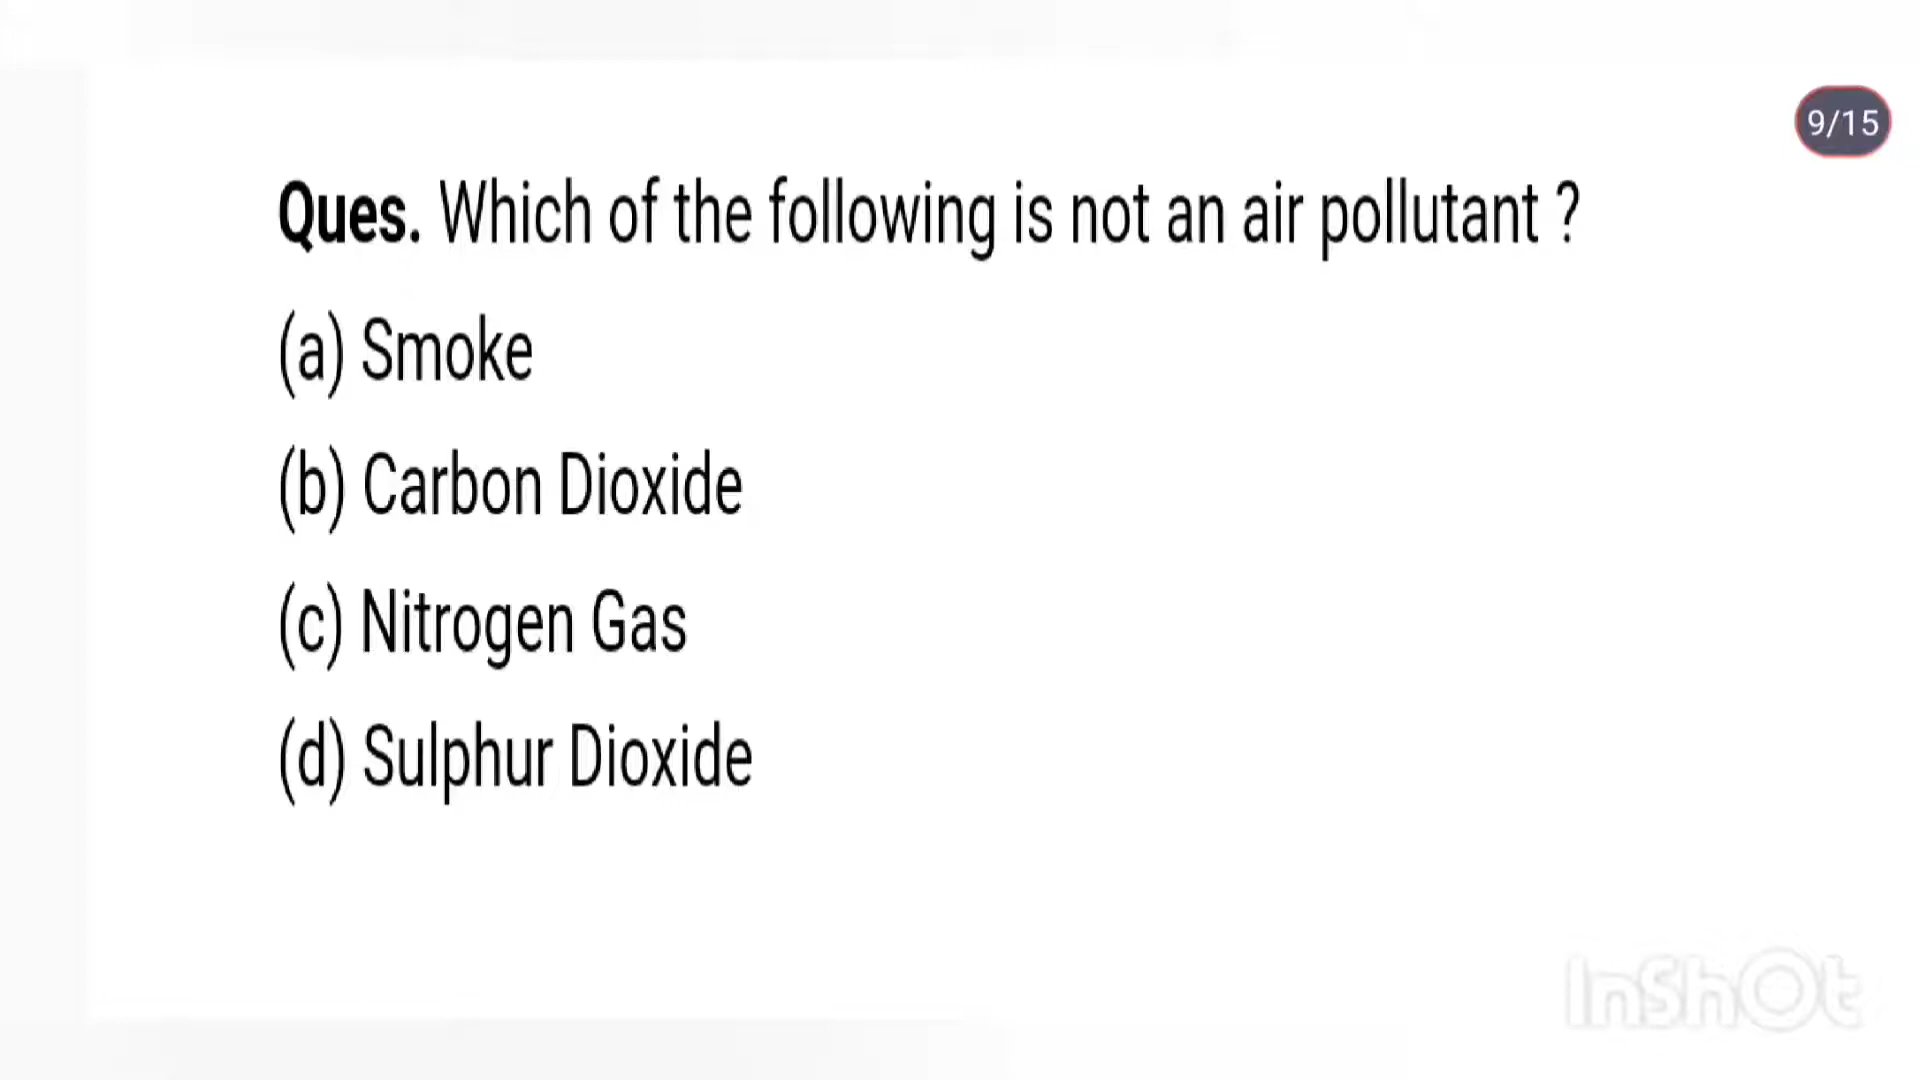 9/15
Ques. Which of the following is not an air pollutant ?
(a) Smoke
(b) Carbon Dioxide
(c) Nitrogen Gas
(d) Sulphur Dioxide
InShOt